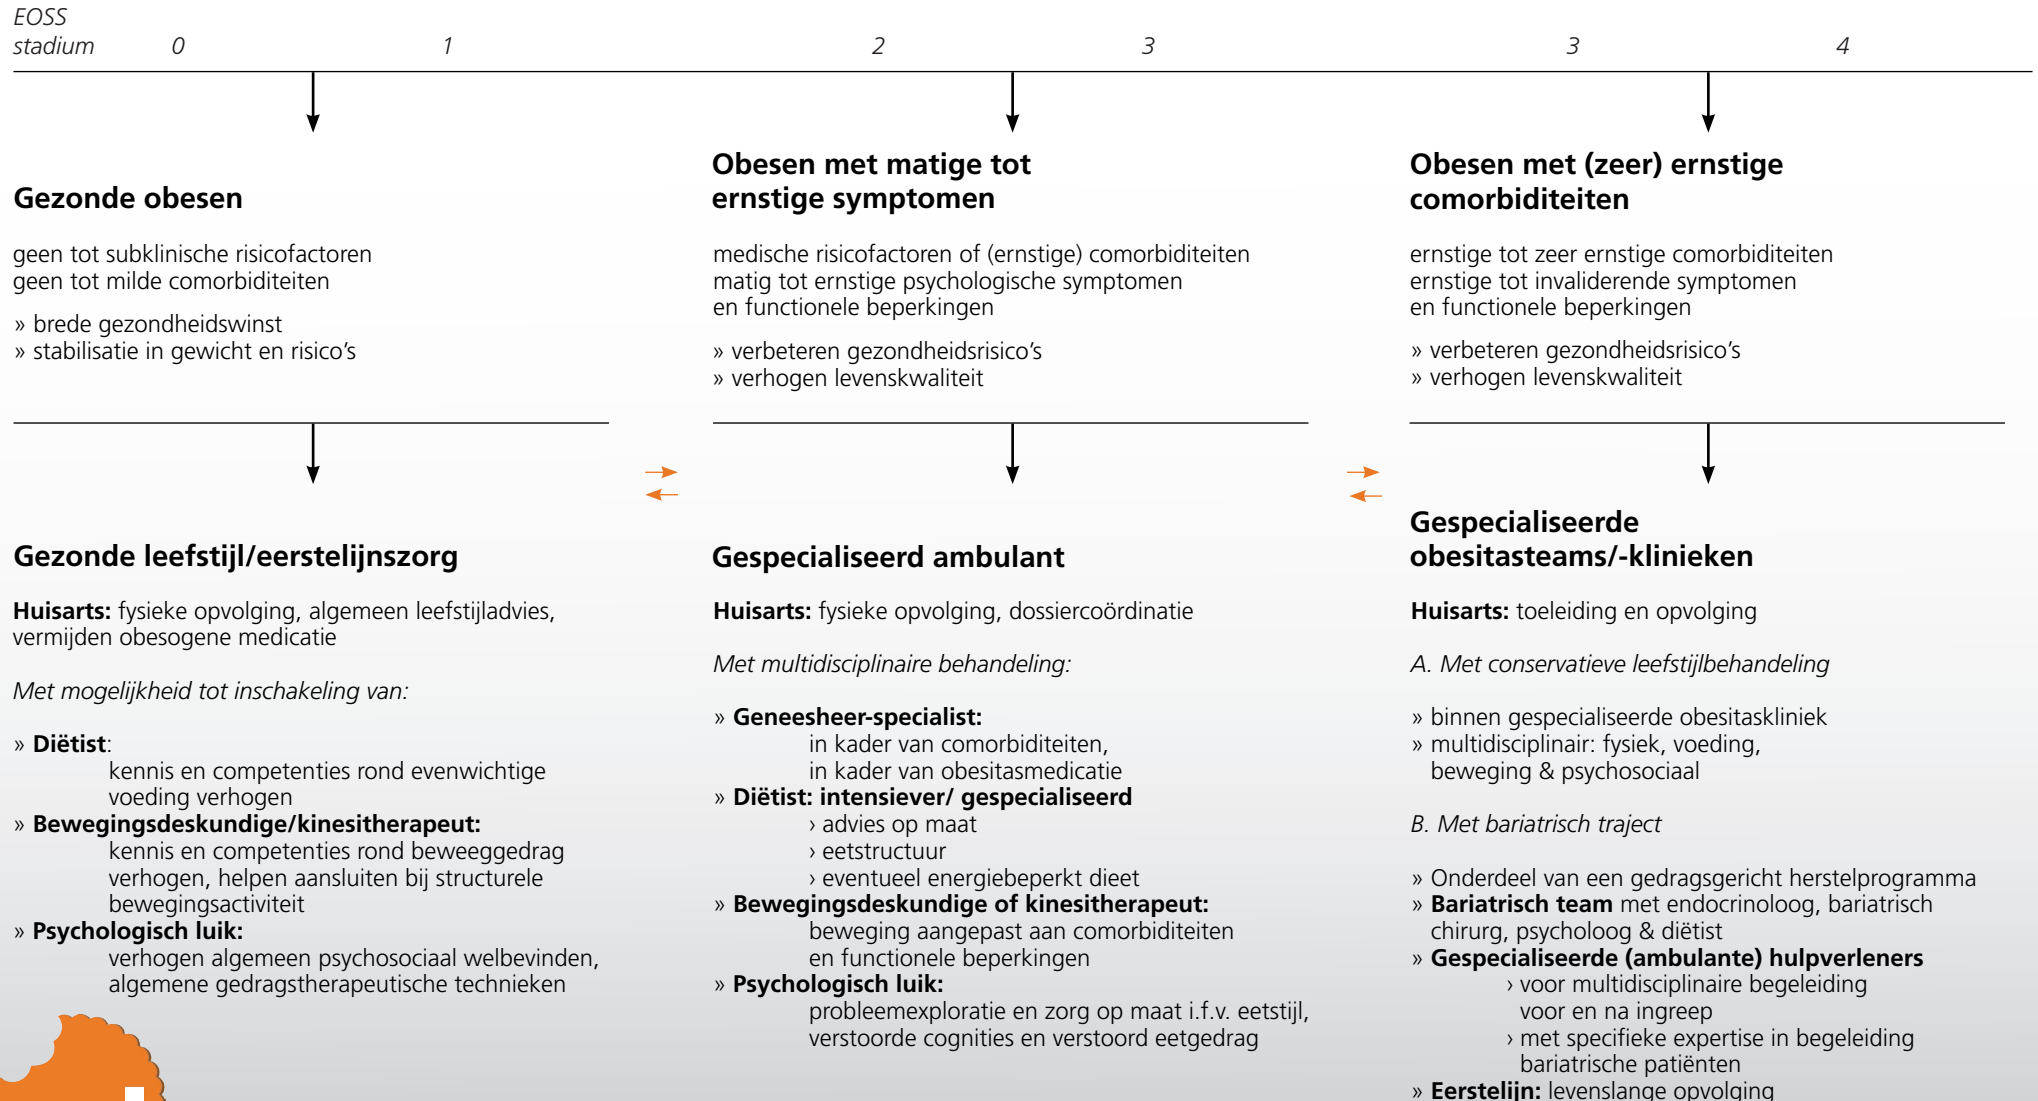 EOSS
stadium 0 1 2 3 3 4
Gezonde obesen
geen tot subklinische risicofactoren
geen tot milde comorbiditeiten
» brede gezondheidswinst
» stabilisatie in gewicht en risico's
Gezonde leefstijl/eerstelijnszorg
Huisarts: fysieke opvolging, algemeen leefstijladvies,
vermijden obesogene medicatie
Met mogelijkheid tot inschakeling van:
» Diëtist:
kennis en competenties rond evenwichtige
voeding verhogen
» Bewegingsdeskundige/kinesitherapeut:
kennis en competenties rond beweeggedrag
verhogen, helpen aansluiten bij structurele
bewegingsactiviteit
» Psychologisch luik:
verhogen algemeen psychosociaal welbevinden,
algemene gedragstherapeutische technieken
Obesen met matige tot
ernstige symptomen
medische risicofactoren of (ernstige) comorbiditeiten
matig tot ernstige psychologische symptomen
en functionele beperkingen
» verbeteren gezondheidsrisico's
» verhogen levenskwaliteit
Gespecialiseerd ambulant
Huisarts: fysieke opvolging, dossiercoördinatie
Met multidisciplinaire behandeling:
» Geneesheer-specialist:
in kader van comorbiditeiten,
in kader van obesitasmedicatie
» Diëtist: intensiever/ gespecialiseerd
› advies op maat
› eetstructuur
› eventueel energiebeperkt dieet
» Bewegingsdeskundige of kinesitherapeut:
beweging aangepast aan comorbiditeiten
en functionele beperkingen
» Psychologisch luik:
probleemexploratie en zorg op maat i.f.v. eetstijl,
verstoorde cognities en verstoord eetgedrag
Obesen met (zeer) ernstige
comorbiditeiten
ernstige tot zeer ernstige comorbiditeiten
ernstige tot invaliderende symptomen
en functionele beperkingen
» verbeteren gezondheidsrisico's
» verhogen levenskwaliteit
Gespecialiseerde
obesitasteams/-klinieken
Huisarts: toeleiding en opvolging
A. Met conservatieve leefstijlbehandeling
» binnen gespecialiseerde obesitaskliniek
» multidisciplinair: fysiek, voeding,
beweging & psychosociaal
B. Met bariatrisch traject
» Onderdeel van een gedragsgericht herstelprogramma
» Bariatrisch team met endocrinoloog, bariatrisch
chirurg, psycholoog & diëtist
» Gespecialiseerde (ambulante) hulpverleners
› voor multidisciplinaire begeleiding
voor en na ingreep
› met specifieke expertise in begeleiding
bariatrische patiënten
» Eerstelijn: levenslange opvolging